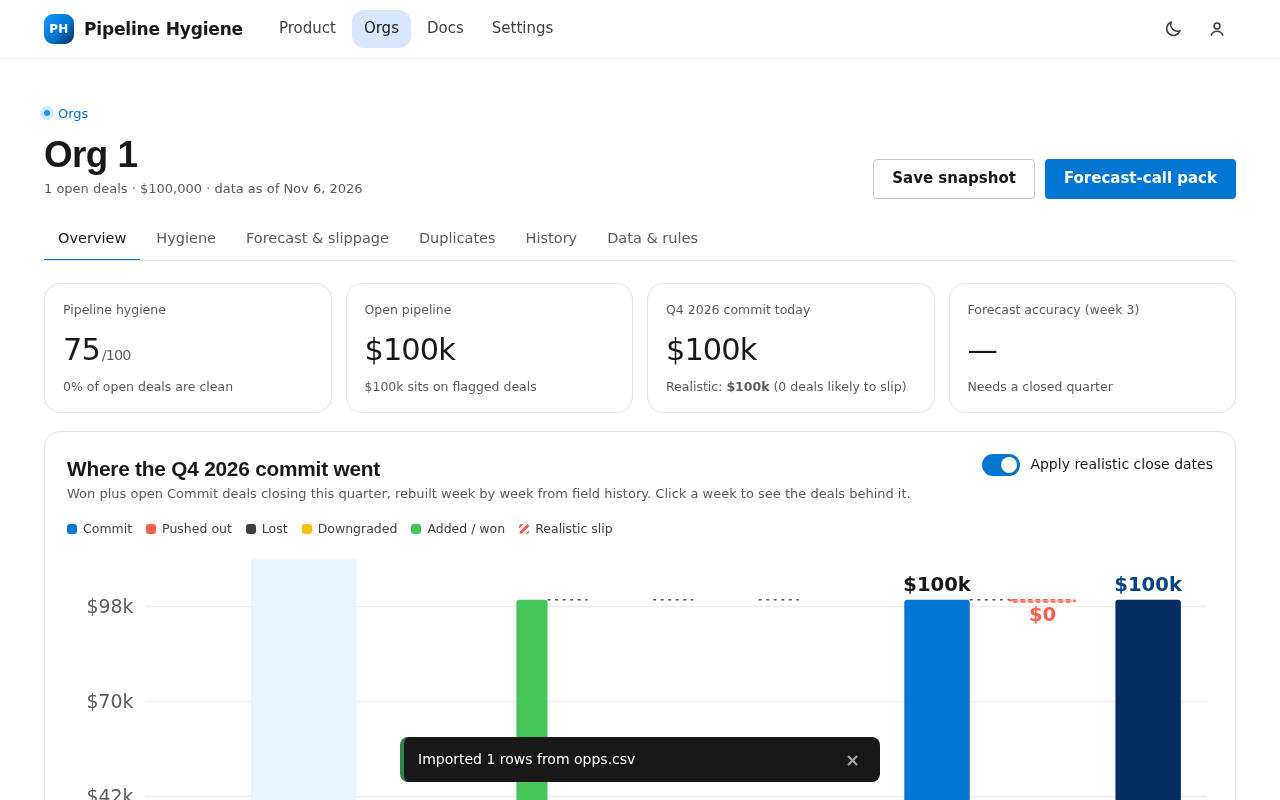 PH Pipeline Hygiene Product Orgs Docs Settings
Orgs
Org 1
1 open deals · $100,000 · data as of Nov 6, 2026
Save snapshot Forecast-call pack
Overview Hygiene Forecast & slippage Duplicates History Data & rules
Pipeline hygiene
75 /100
0% of open deals are clean
Open pipeline
$100k
$100k sits on flagged deals
Q4 2026 commit today
$100k
Realistic: $100k (0 deals likely to slip)
Forecast accuracy (week 3)
—
Needs a closed quarter
Where the Q4 2026 commit went
Apply realistic close dates
Won plus open Commit deals closing this quarter, rebuilt week by week from field history. Click a week to see the deals behind it.
Commit Pushed out Lost Downgraded Added / won Realistic slip
$100k $100k
$98k
$0
$70k
Imported 1 rows from opps.csv ×
$42k